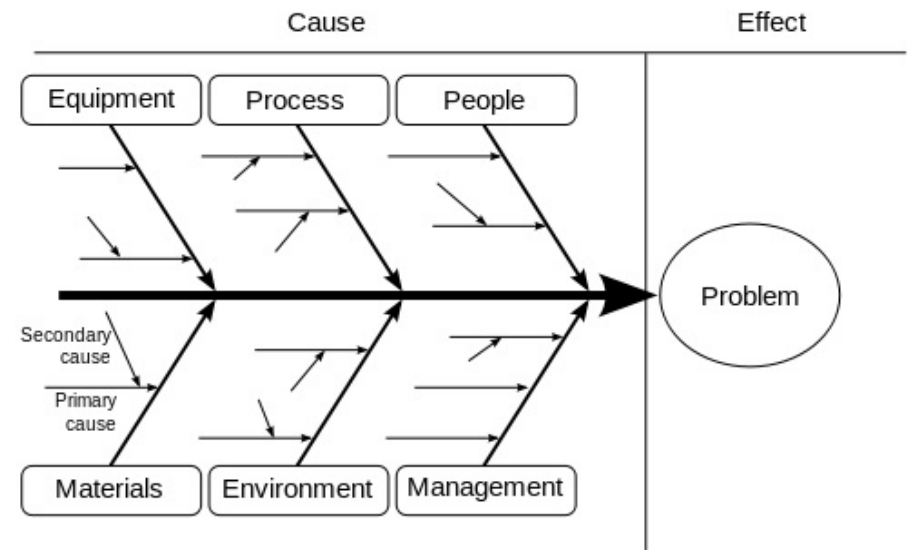 Cause
Effect
Equipment
Process
People
Problem
Secondary
cause
Primary
cause
Materials
Environment
Management